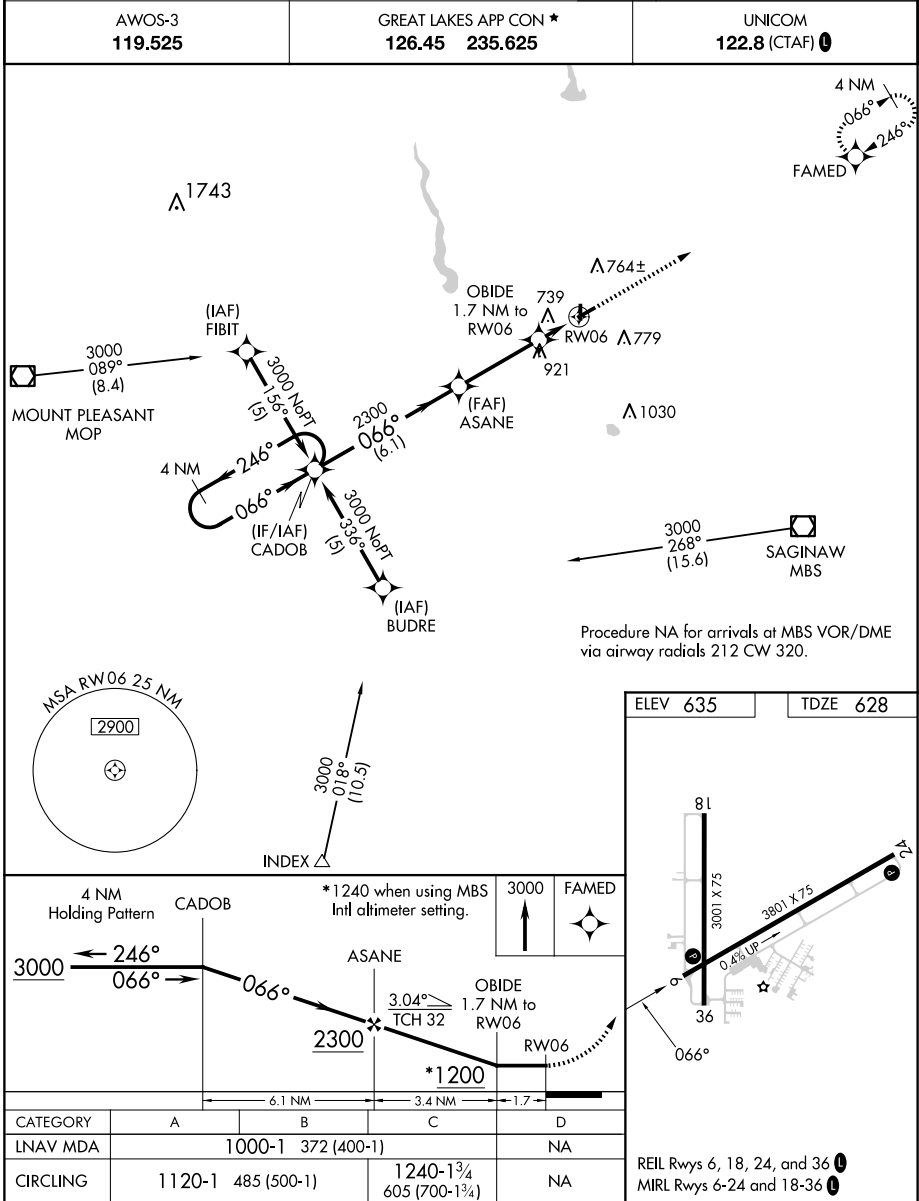 AWOS-3
119.525
GREAT LAKES APP CON ★
126.45 235.625
UNICOM
122.8 (CTAF) L
4 NM
066°
246°
FAMED
1743
764±
OBIDE
1.7 NM to
RW06
739
RW06
779
921
(IAF)
FIBIT
3000
089°
(8.4)
MOUNT PLEASANT
MOP
3000 NoPT
156°
(5)
2300
066°
(6.1)
(FAF)
ASANE
1030
4 NM
246°
066°
(IF/IAF)
CADOB
3000 NoPT
336°
(5)
(IAF)
BUDRE
3000
268°
(15.6)
SAGINAW
MBS
Procedure NA for arrivals at MBS VOR/DME
via airway radials 212 CW 320.
MSA RW06 25 NM
2900
3000
018°
(10.5)
INDEX
ELEV 635
TDZE 628
18
24
3001 X 75
3801 X 75
0.4% UP
P
P
6
36
066°
REIL Rwys 6, 18, 24, and 36 L
MIRL Rwys 6-24 and 18-36 L
4 NM
Holding Pattern
CADOB
*1240 when using MBS
Intl altimeter setting.
3000
FAMED
3000
246°
066°
066°
ASANE
2300
3.04°
TCH 32
OBIDE
1.7 NM to
RW06
*1200
RW06
6.1 NM
3.4 NM
1.7
CATEGORY A B C D
LNAV MDA 1000-1 372 (400-1) NA
CIRCLING 1120-1 485 (500-1) 1240-1¾ 605 (700-1¾) NA